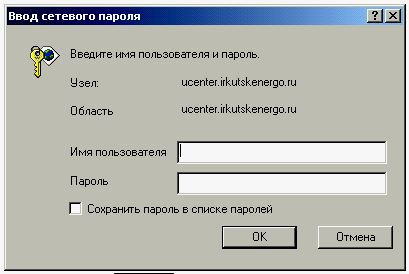 Ввод сетевого пароля
Введите имя пользователя и пароль.
Узел: ucenter.irkutskenergo.ru
Область ucenter.irkutskenergo.ru
Имя пользователя
Пароль
Сохранить пароль в списке паролей
OK Отмена